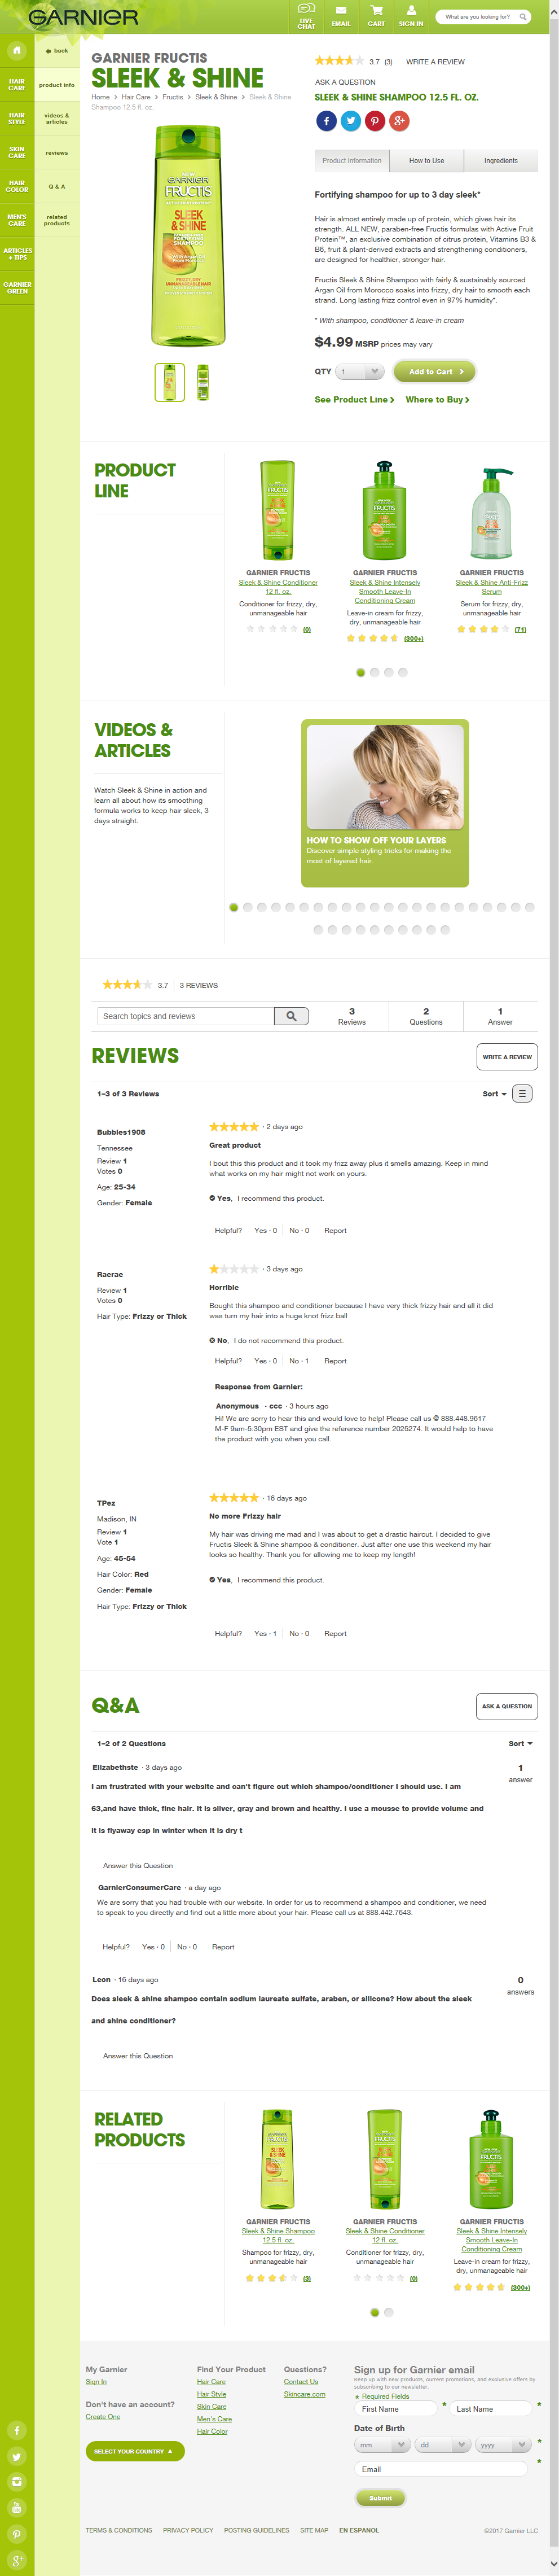 GARNIER
LIVE CHAT
EMAIL
CART
SIGN IN
What are you looking for?
HAIR CARE
HAIR STYLE
SKIN CARE
HAIR COLOR
MEN'S CARE
ARTICLES + TIPS
GARNIER GREEN
back
product info
videos & articles
reviews
Q & A
related products
GARNIER FRUCTIS
SLEEK & SHINE
Home > Hair Care > Fructis > Sleek & Shine > Sleek & Shine
Shampoo 12.5 fl. oz.
GARNIER
FRUCTIS
SLEEK & SHINE
SHAMPOO
3.7 (3) WRITE A REVIEW
ASK A QUESTION
SLEEK & SHINE SHAMPOO 12.5 FL. OZ.
Product Information
How to Use
Ingredients
Fortifying shampoo for up to 3 day sleek*
Hair is almost entirely made up of protein, which gives hair its
strength. ALL NEW, paraben-free Fructis formulas with Active Fruit
Protein™, an exclusive combination of citrus protein, Vitamins B3 &
B6, fruit & plant-derived extracts and strengthening conditioners,
are designed for healthier, stronger hair.
Fructis Sleek & Shine Shampoo with fairly & sustainably sourced
Argan Oil from Morocco soaks into frizzy, dry hair to smooth each
strand. Long lasting frizz control even in 97% humidity*.
* With shampoo, conditioner & leave-in cream
$4.99 MSRP prices may vary
QTY 1 Add to Cart >
See Product Line > Where to Buy >
PRODUCT
LINE
GARNIER FRUCTIS
Sleek & Shine Conditioner
12 fl. oz.
Conditioner for frizzy, dry,
unmanageable hair
(0)
GARNIER FRUCTIS
Sleek & Shine Intensely
Smooth Leave-In
Conditioning Cream
Leave-in cream for frizzy,
dry, unmanageable hair
(300+)
GARNIER FRUCTIS
Sleek & Shine Anti-Frizz
Serum
Serum for frizzy, dry,
unmanageable hair
(71)
VIDEOS &
ARTICLES
Watch Sleek & Shine in action and
learn all about how its smoothing
formula works to keep hair sleek, 3
days straight.
HOW TO SHOW OFF YOUR LAYERS
Discover simple styling tricks for making the
most of layered hair.
3.7 3 REVIEWS
Search topics and reviews
3
Reviews
2
Questions
1
Answer
REVIEWS
WRITE A REVIEW
1–3 of 3 Reviews
Sort
Bubbles1908
Tennessee
Review 1
Votes 0
Age: 25-34
Gender: Female
· 2 days ago
Great product
I bout this this product and it took my frizz away plus it smells amazing. Keep in mind
what works on my hair might not work on yours.
Yes, I recommend this product.
Helpful? Yes · 0 No · 0 Report
Raerae
Review 1
Votes 0
Hair Type: Frizzy or Thick
· 3 days ago
Horrible
Bought this shampoo and conditioner because I have very thick frizzy hair and all it did
was turn my hair into a huge knot frizz ball
No, I do not recommend this product.
Helpful? Yes · 0 No · 1 Report
Response from Garnier:
Anonymous · ccc · 3 hours ago
Hi! We are sorry to hear this and would love to help! Please call us @ 888.448.9617
M-F 9am-5:30pm EST and give the reference number 2025274. It would help to have
the product with you when you call.
TPez
Madison, IN
Review 1
Vote 1
Age: 45-54
Hair Color: Red
Gender: Female
Hair Type: Frizzy or Thick
· 16 days ago
No more Frizzy hair
My hair was driving me mad and I was about to get a drastic haircut. I decided to give
Fructis Sleek & Shine shampoo & conditioner. Just after one use this weekend my hair
looks so healthy. Thank you for allowing me to keep my length!
Yes, I recommend this product.
Helpful? Yes · 1 No · 0 Report
Q&A
ASK A QUESTION
1–2 of 2 Questions
Sort
Elizabethste · 3 days ago
1
answer
I am frustrated with your website and can't figure out which shampoo/conditioner I should use. I am
63,and have thick, fine hair. It is silver, gray and brown and healthy. I use a mousse to provide volume and
it is flyaway esp in winter when it is dry t
Answer this Question
GarnierConsumerCare · a day ago
We are sorry that you had trouble with our website. In order for us to recommend a shampoo and conditioner, we need
to speak to you directly and find out a little more about your hair. Please call us at 888.442.7643.
Helpful? Yes · 0 No · 0 Report
Leon · 16 days ago
0
answers
Does sleek & shine shampoo contain sodium laureate sulfate, araben, or silicone? How about the sleek
and shine conditioner?
Answer this Question
RELATED
PRODUCTS
GARNIER FRUCTIS
Sleek & Shine Shampoo
12.5 fl. oz.
Shampoo for frizzy, dry,
unmanageable hair
(3)
GARNIER FRUCTIS
Sleek & Shine Conditioner
12 fl. oz.
Conditioner for frizzy, dry,
unmanageable hair
(0)
GARNIER FRUCTIS
Sleek & Shine Intensely
Smooth Leave-In
Conditioning Cream
Leave-in cream for frizzy,
dry, unmanageable hair
(300+)
My Garnier
Sign In
Don't have an account?
Create One
SELECT YOUR COUNTRY
Find Your Product
Hair Care
Hair Style
Skin Care
Men's Care
Hair Color
Questions?
Contact Us
Skincare.com
Sign up for Garnier email
Keep up with new products, current promotions, and exclusive offers by
subscribing to our newsletter.
* Required Fields
First Name * Last Name *
Date of Birth
mm dd yyyy *
Email *
Submit
TERMS & CONDITIONS PRIVACY POLICY POSTING GUIDELINES SITE MAP EN ESPANOL
©2017 Garnier LLC